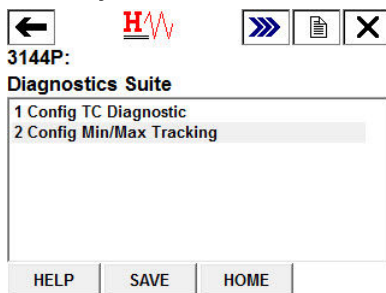 H
3144P:
Diagnostics Suite
1 Config TC Diagnostic
2 Config Min/Max Tracking
HELP SAVE HOME